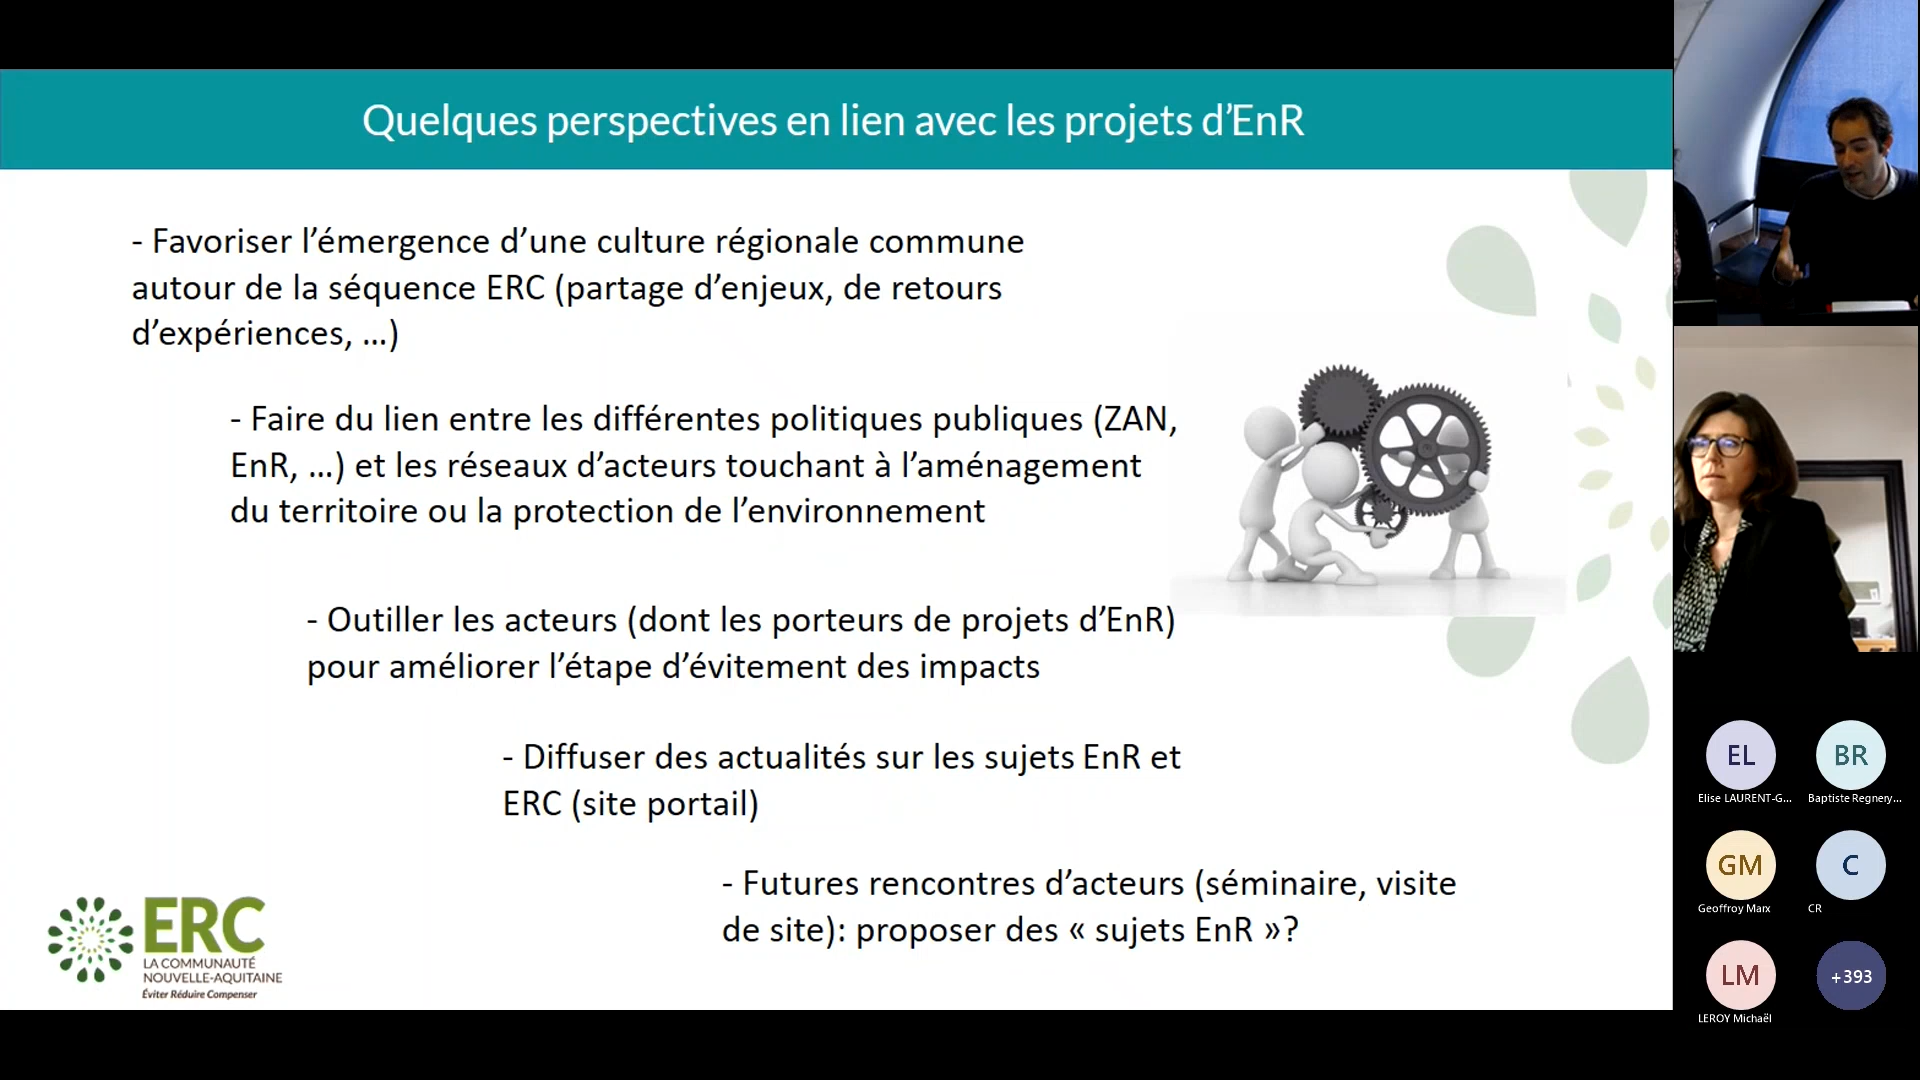 Quelques perspectives en lien avec les projets d’EnR
- Favoriser l’émergence d’une culture régionale commune
autour de la séquence ERC (partage d’enjeux, de retours
d’expériences, ...)
- Faire du lien entre les différentes politiques publiques (ZAN,
EnR, ...) et les réseaux d’acteurs touchant à l’aménagement
du territoire ou la protection de l’environnement
- Outiller les acteurs (dont les porteurs de projets d’EnR)
pour améliorer l’étape d’évitement des impacts
- Diffuser des actualités sur les sujets EnR et
ERC (site portail)
- Futures rencontres d’acteurs (séminaire, visite
de site): proposer des « sujets EnR »?
ERC
LA COMMUNAUTÉ
NOUVELLE-AQUITAINE
Éviter Réduire Compenser
EL
BR
Elise LAURENT-G...
Baptiste Regnery...
GM
C
Geoffroy Marx
CR
LM
+393
LEROY Michaël